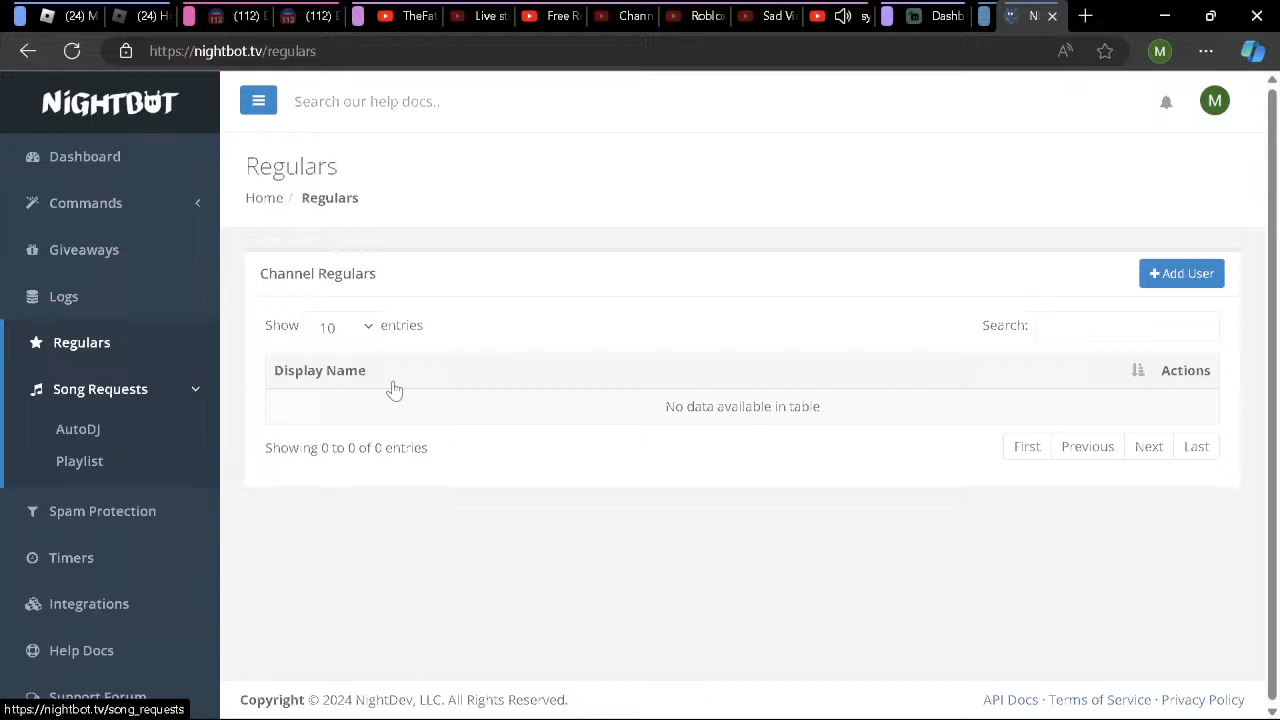 (24) M
(24) H
(112) [
(112) [
TheFat
Live st
Free R
Chann
Roblo
Sad Vi
sy
Dashb
Ni
https://nightbot.tv/regulars
M
NIGHTBOT
Search our help docs..
M
Dashboard
Commands
Giveaways
Logs
Regulars
Song Requests
AutoDJ
Playlist
Spam Protection
Timers
Integrations
Help Docs
Support Forum
https://nightbot.tv/song_requests
Regulars
Home / Regulars
Channel Regulars
+ Add User
Show 10 entries
Search:
Display Name
Actions
No data available in table
Showing 0 to 0 of 0 entries
First Previous Next Last
Copyright © 2024 NightDev, LLC. All Rights Reserved.
API Docs · Terms of Service · Privacy Policy